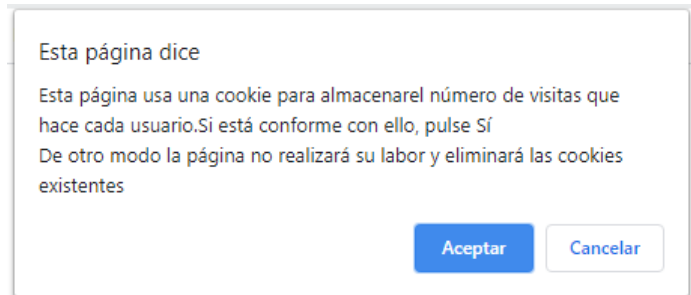 Esta página dice
Esta página usa una cookie para almacenarel número de visitas que
hace cada usuario.Si está conforme con ello, pulse Sí
De otro modo la página no realizará su labor y eliminará las cookies
existentes
Aceptar
Cancelar